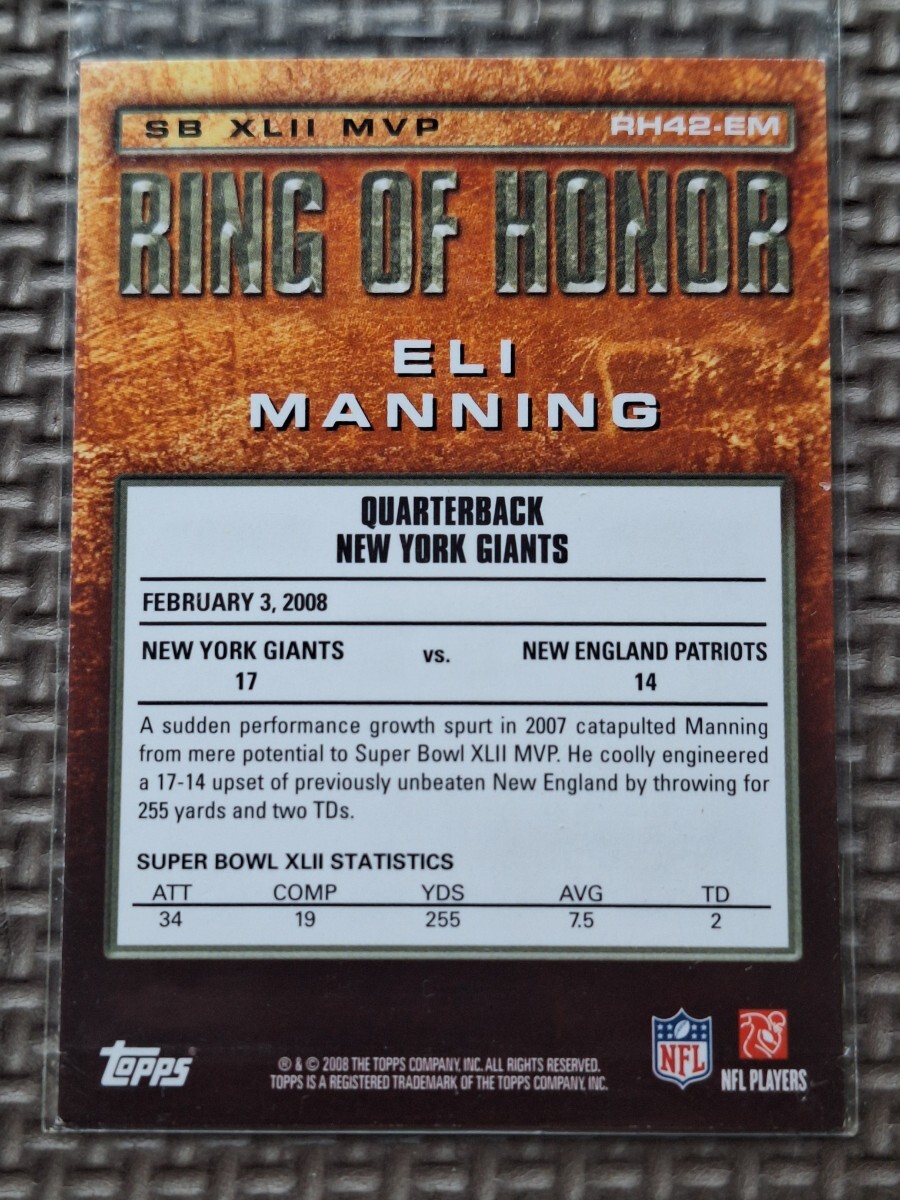 SB XLII MVP RH42-EM
RING OF HONOR
ELI
MANNING
QUARTERBACK
NEW YORK GIANTS
FEBRUARY 3, 2008
NEW YORK GIANTS vs. NEW ENGLAND PATRIOTS
17 14
A sudden performance growth spurt in 2007 catapulted Manning
from mere potential to Super Bowl XLII MVP. He coolly engineered
a 17-14 upset of previously unbeaten New England by throwing for
255 yards and two TDs.
SUPER BOWL XLII STATISTICS
ATT COMP YDS AVG TD
34 19 255 7.5 2
Topps
® & © 2008 THE TOPPS COMPANY, INC. ALL RIGHTS RESERVED.
TOPPS IS A REGISTERED TRADEMARK OF THE TOPPS COMPANY, INC.
NFL
NFL PLAYERS